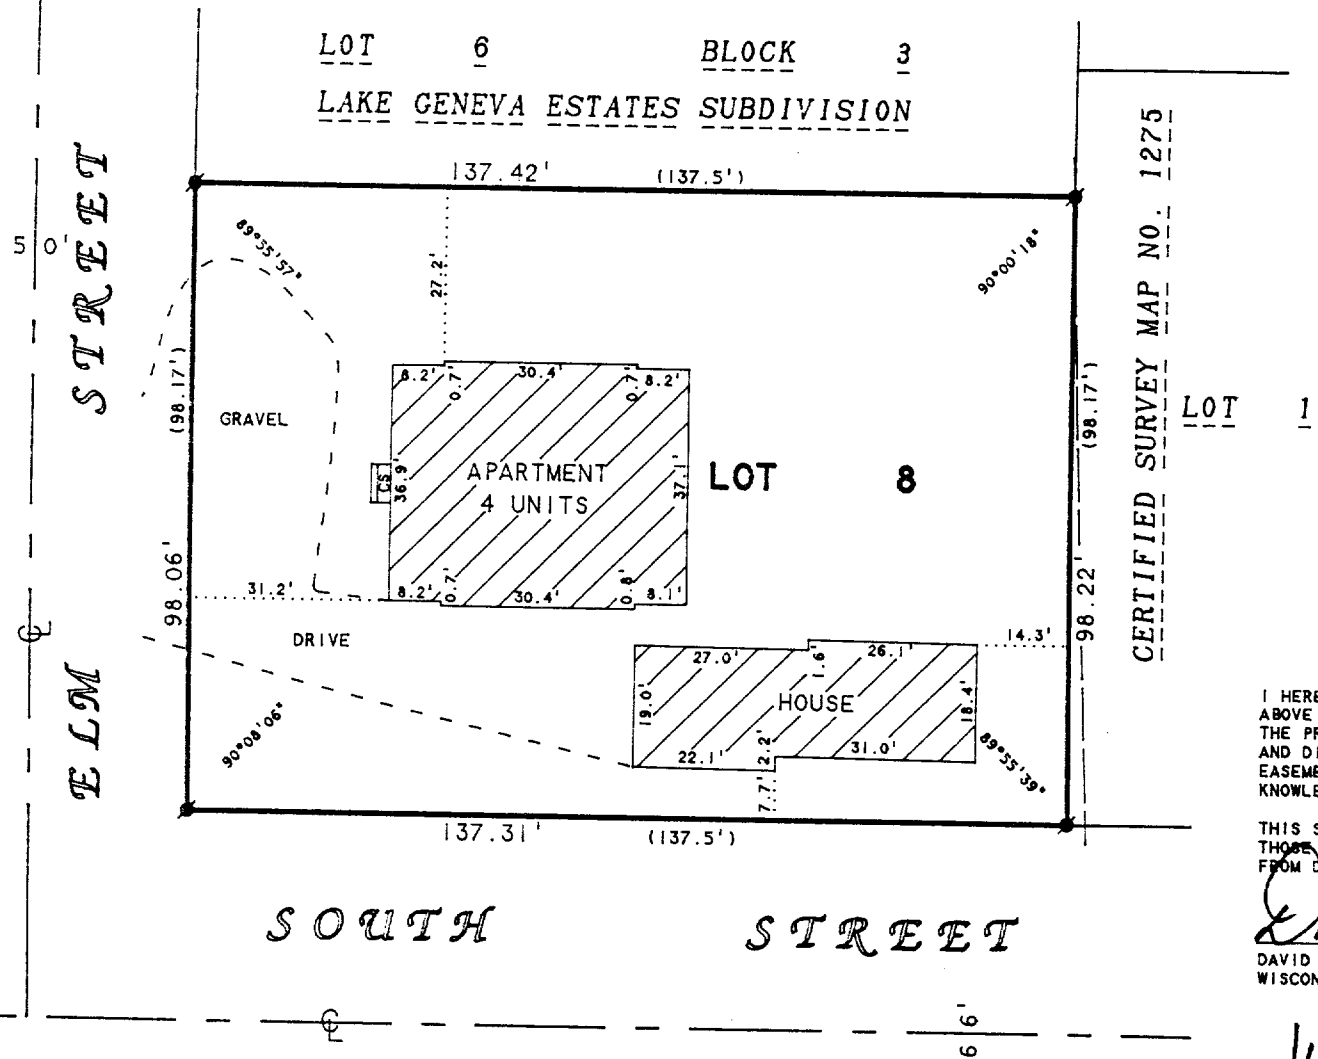 LOT 6 BLOCK 3
LAKE GENEVA ESTATES SUBDIVISION
137.42' (137.5')
ELM STREET
50'
89°55'57"
90°00'18"
27.2'
(98.17')
98.06'
GRAVEL
8.2' 0.7' 30.4' 0.7' 8.2'
CS
36.9'
APARTMENT
4 UNITS
37.1'
8.2' 0.7' 30.4' 0.8' 8.1'
LOT 8
31.2'
DRIVE
(98.17')
98.22'
CERTIFIED SURVEY MAP NO. 1275
LOT 1
14.3'
27.0' 1.6' 26.1'
19.0'
HOUSE
18.4'
22.1' 2.2' 31.0'
7.7'
90°08'06"
89°55'39"
137.31' (137.5')
SOUTH STREET
66'
I HERE
ABOVE
THE PR
AND DI
EASEME
KNOWLE
THIS S
THOSE
FROM D
DAVID
WISCON